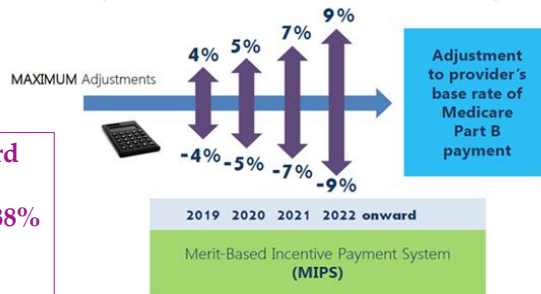 9%
7%
5%
4%
MAXIMUM Adjustments
Adjustment
to provider's
base rate of
Medicare
Part B
payment
-4%
-5%
-7%
-9%
2019 2020 2021 2022 onward
Merit-Based Incentive Payment System
(MIPS)